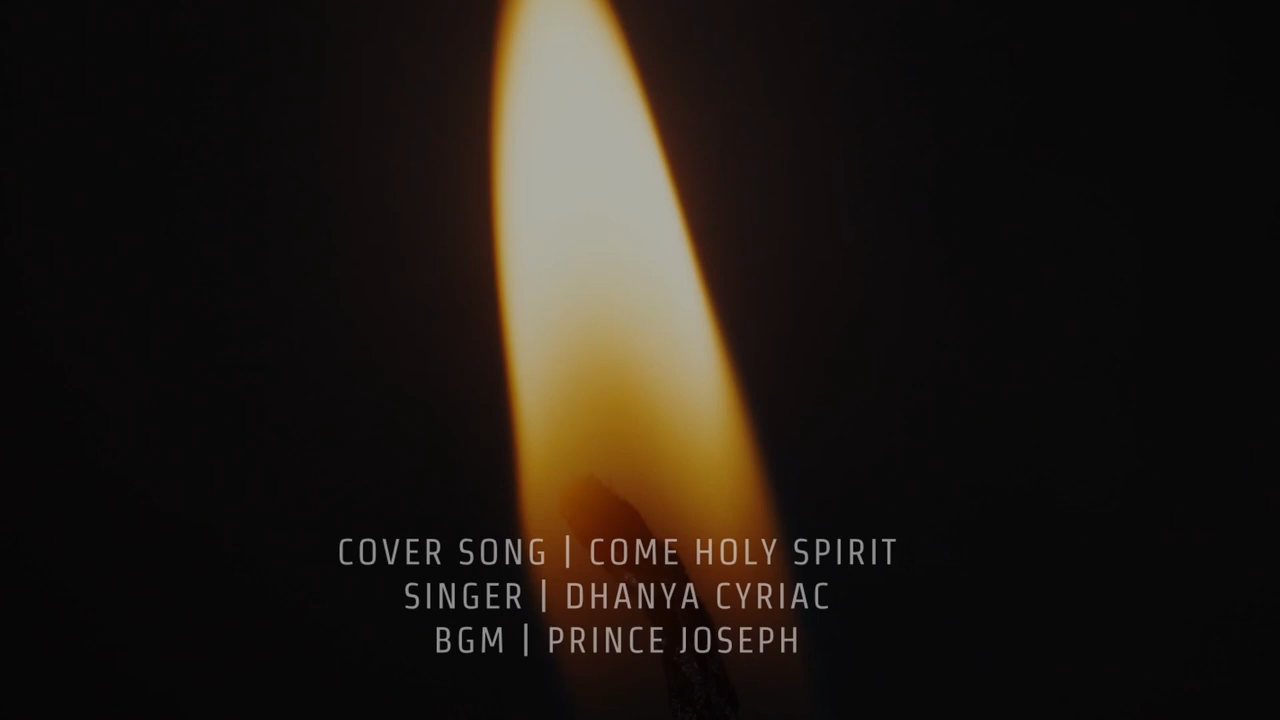 COVER SONG | COME HOLY SPIRIT
SINGER | DHANYA CYRIAC
BGM | PRINCE JOSEPH